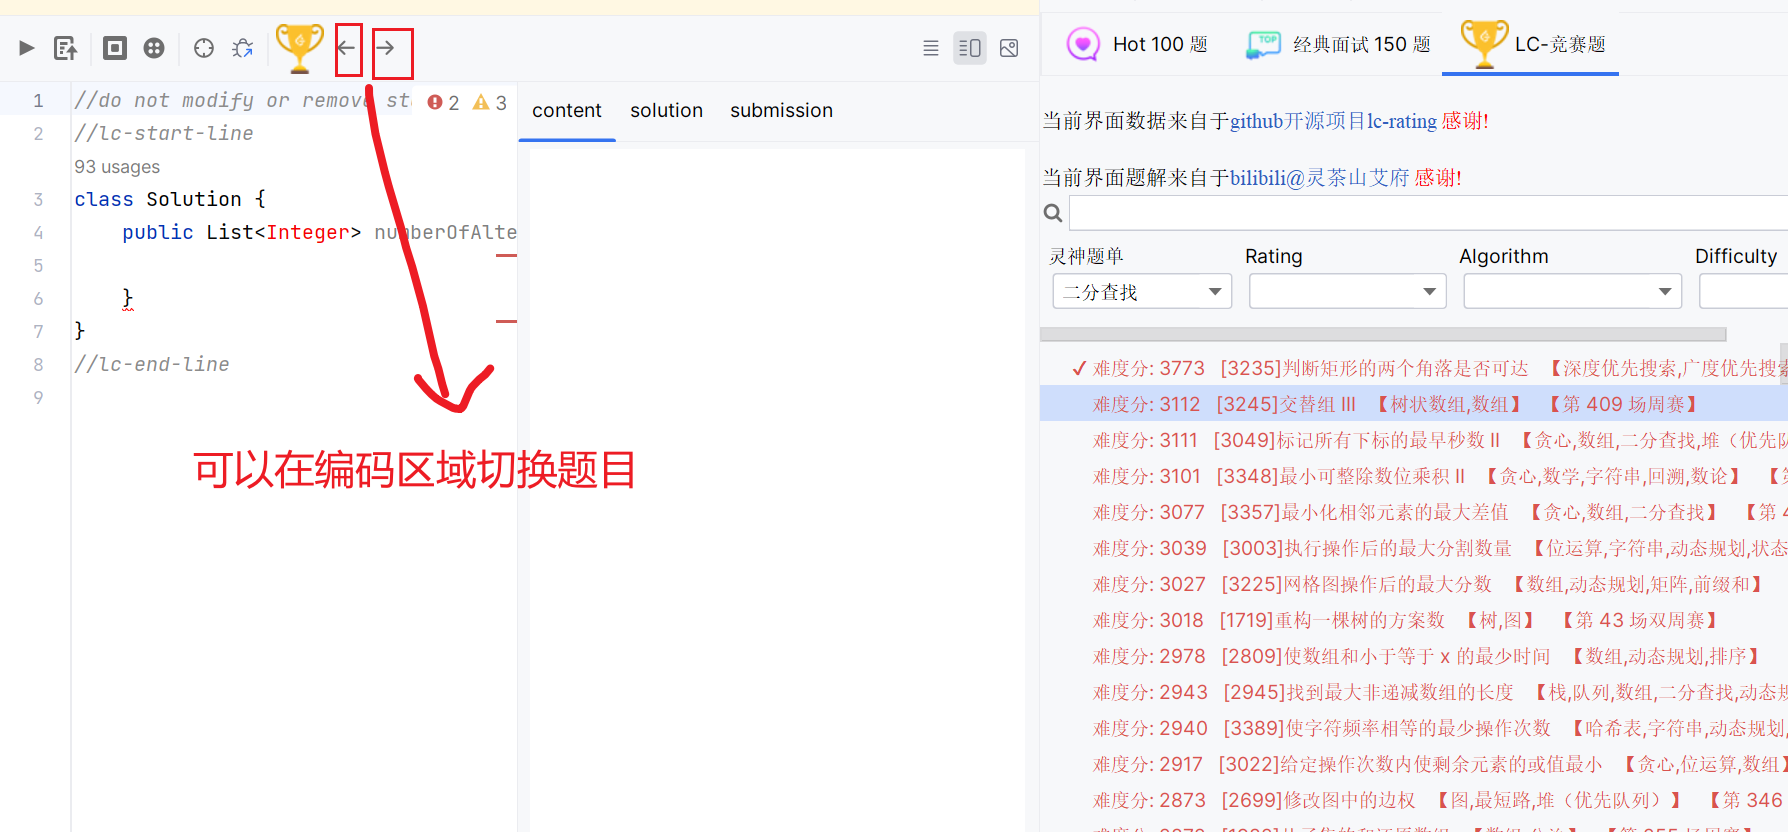 Hot 100 题
经典面试 150 题
LC-竞赛题
1 //do not modify or remove
2 3
2 //lc-start-line
93 usages
3 class Solution {
4 public List<Integer> numberOfAlte
5
6 }
7 }
8 //lc-end-line
9
可以在编码区域切换题目
content solution submission
当前界面数据来自于github开源项目lc-rating 感谢!
当前界面题解来自于bilibili@灵茶山艾府 感谢!
灵神题单 Rating Algorithm Difficulty
二分查找
✓ 难度分: 3773 [3235]判断矩形的两个角落是否可达 【深度优先搜索,广度优先搜索
难度分: 3112 [3245]交替组 III 【树状数组,数组】 【第 409 场周赛】
难度分: 3111 [3049]标记所有下标的最早秒数 II 【贪心,数组,二分查找,堆（优先队
难度分: 3101 [3348]最小可整除数位乘积 II 【贪心,数学,字符串,回溯,数论】 【第
难度分: 3077 [3357]最小化相邻元素的最大差值 【贪心,数组,二分查找】 【第 4
难度分: 3039 [3003]执行操作后的最大分割数量 【位运算,字符串,动态规划,状态
难度分: 3027 [3225]网格图操作后的最大分数 【数组,动态规划,矩阵,前缀和】
难度分: 3018 [1719]重构一棵树的方案数 【树,图】 【第 43 场双周赛】
难度分: 2978 [2809]使数组和小于等于 x 的最少时间 【数组,动态规划,排序】
难度分: 2943 [2945]找到最大非递减数组的长度 【栈,队列,数组,二分查找,动态规
难度分: 2940 [3389]使字符频率相等的最少操作次数 【哈希表,字符串,动态规划,
难度分: 2917 [3022]给定操作次数内使剩余元素的或值最小 【贪心,位运算,数组】
难度分: 2873 [2699]修改图中的边权 【图,最短路,堆（优先队列）】 【第 346